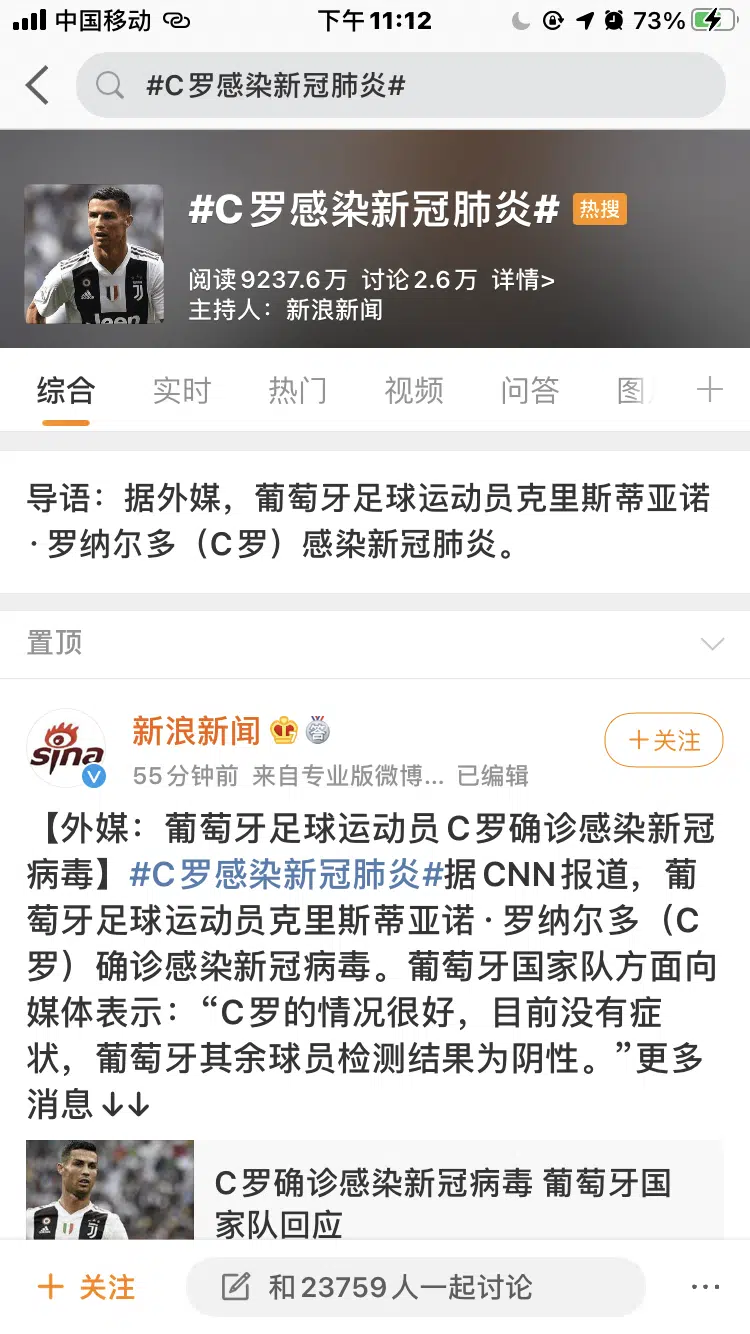 中国移动
下午11:12
73%
#C罗感染新冠肺炎#
#C罗感染新冠肺炎# 热搜
阅读9237.6万 讨论2.6万 详情>
主持人：新浪新闻
Jeep
综合 实时 热门 视频 问答
导语：据外媒，葡萄牙足球运动员克里斯蒂亚诺
·罗纳尔多（C罗）感染新冠肺炎。
置顶
sina
新浪新闻 答
＋关注
55分钟前 来自专业版微博... 已编辑
【外媒：葡萄牙足球运动员C罗确诊感染新冠
病毒】#C罗感染新冠肺炎#据CNN报道，葡
萄牙足球运动员克里斯蒂亚诺·罗纳尔多（C
罗）确诊感染新冠病毒。葡萄牙国家队方面向
媒体表示：“C罗的情况很好，目前没有症
状，葡萄牙其余球员检测结果为阴性。”更多
消息↓↓
C罗确诊感染新冠病毒 葡萄牙国
家队回应
＋ 关注
和23759人一起讨论